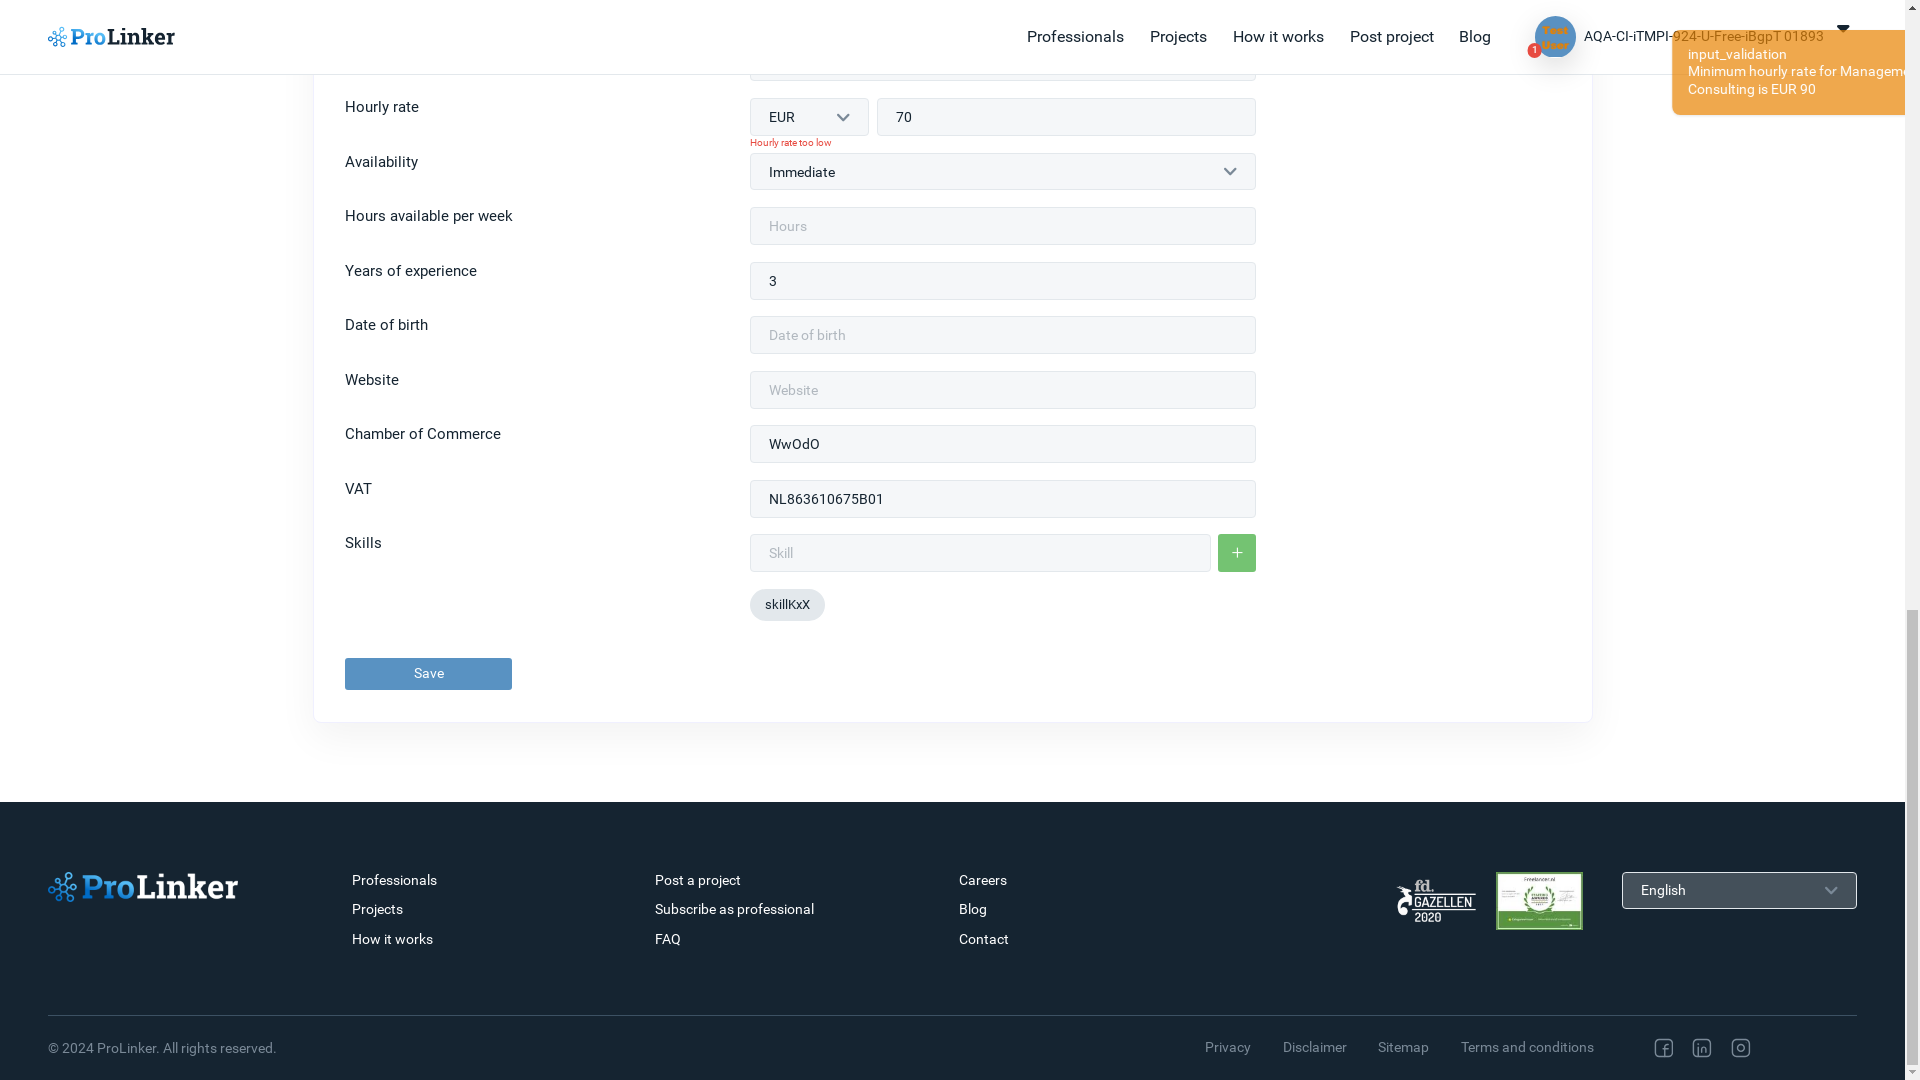 ProLinker
Professionals
Projects
How it works
Post project
Blog
Test
User
1
AQA-CI-iTMPI-924-U-Free-iBgpT 01893
input_validation
Minimum hourly rate for Manageme
Consulting is EUR 90
Hourly rate
EUR
70
Hourly rate too low
Availability
Immediate
Hours available per week
Hours
Years of experience
3
Date of birth
Date of birth
Website
Website
Chamber of Commerce
WwOdO
VAT
NL863610675B01
Skills
Skill
+
skillKxX
Save
ProLinker
Professionals
Projects
How it works
Post a project
Subscribe as professional
FAQ
Careers
Blog
Contact
fd.
GAZELLEN
2020
Freelancer.nl
English
© 2024 ProLinker. All rights reserved.
Privacy
Disclaimer
Sitemap
Terms and conditions